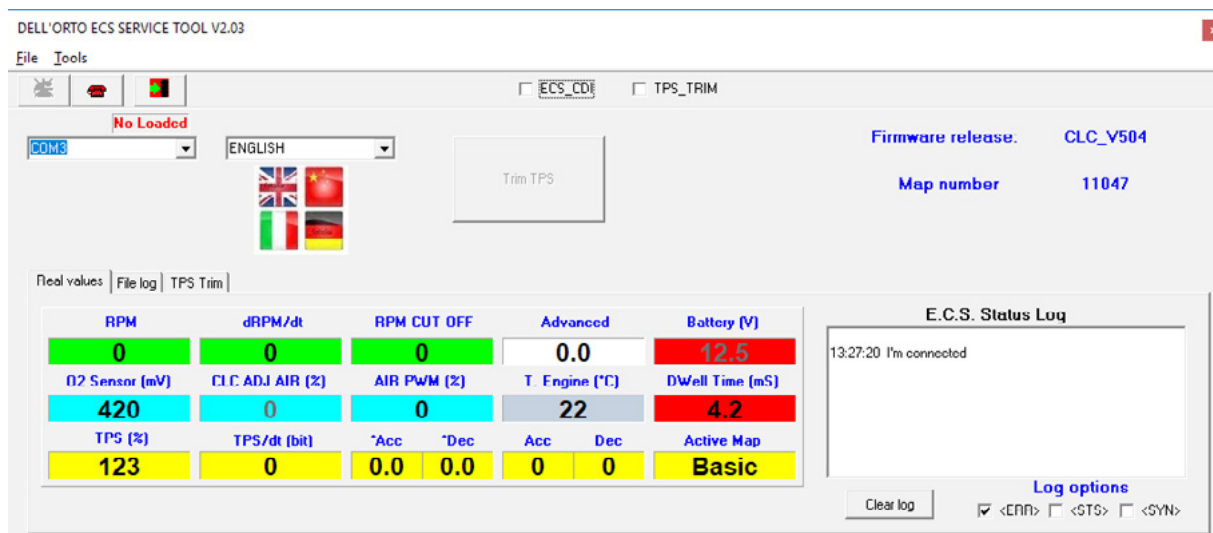 DELL'ORTO ECS SERVICE TOOL V2.03
File Tools
ECS_CDI TPS_TRIM
No Loaded
COM3 ENGLISH
Trim TPS
Firmware release: CLC_V504
Map number 11047
Real values File log TPS Trim
RPM dRPM/dt RPM CUT OFF Advanced Battery (V)
0 0 0 0.0 12.5
O2 Sensor (mV) CLC ADJ AIR (%) AIR PWM (%) T. Engine (°C) DWell Time (mS)
420 0 0 22 4.2
TPS (%) TPS/dt (bit) °Acc °Dec Acc Dec Active Map
123 0 0.0 0.0 0 0 Basic
E.C.S. Status Log
13:27:20 I'm connected
Log options
Clear log <ERR> <STS> <SYN>